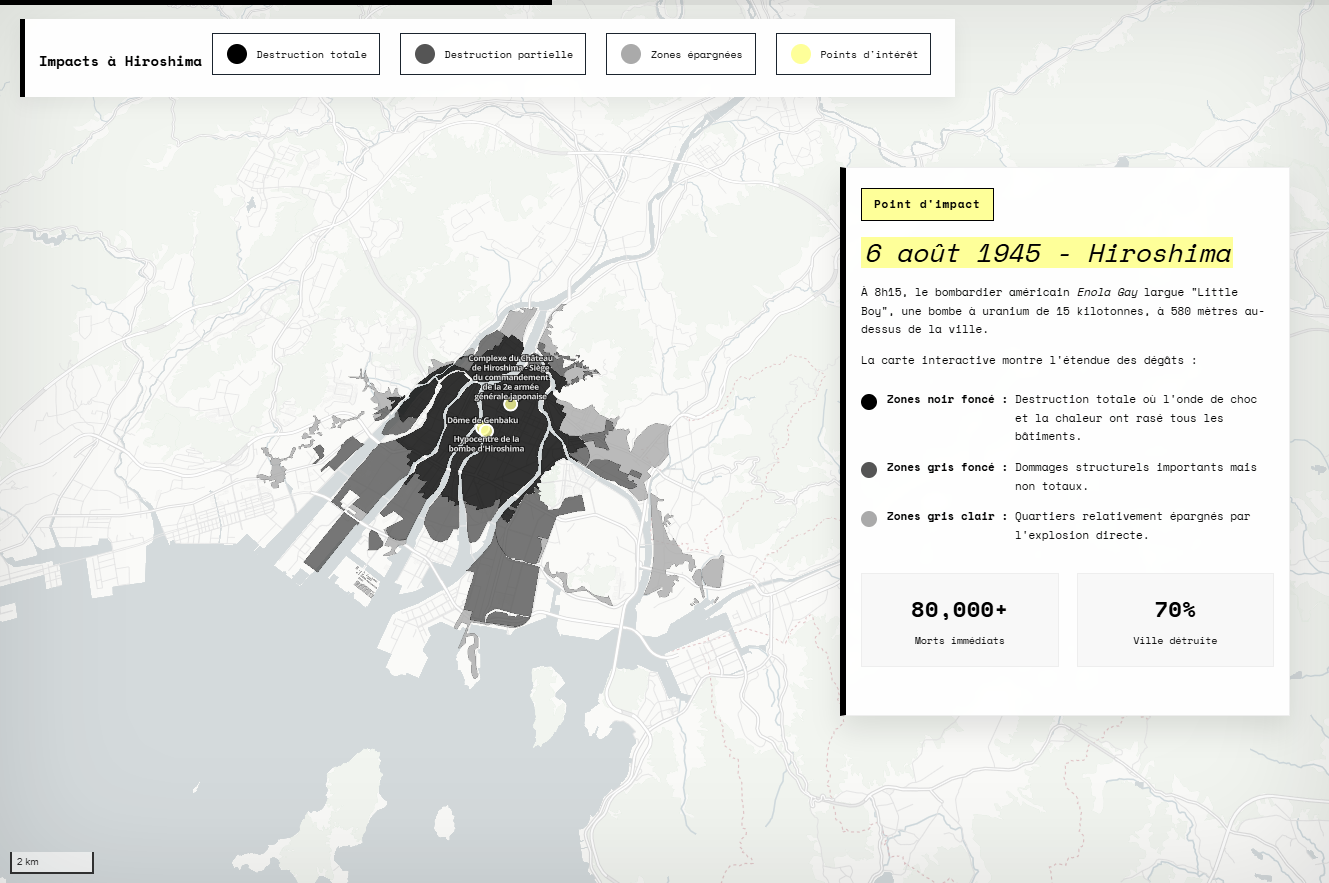 Impacts à Hiroshima
Destruction totale
Destruction partielle
Zones épargnées
Points d'intérêt
Point d'impact
6 août 1945 - Hiroshima
À 8h15, le bombardier américain Enola Gay largue "Little
Boy", une bombe à uranium de 15 kilotonnes, à 580 mètres au-
dessus de la ville.
La carte interactive montre l'étendue des dégâts :
Zones noir foncé : Destruction totale où l'onde de choc
et la chaleur ont rasé tous les
bâtiments.
Zones gris foncé : Dommages structurels importants mais
non totaux.
Zones gris clair : Quartiers relativement épargnés par
l'explosion directe.
80,000+
Morts immédiats
70%
Ville détruite
Complexe du Château
de Hiroshima - Siège
du commandement
de la 2e armée
générale japonaise
Dôme de Genbaku
Hypocentre de la
bombe d'Hiroshima
2 km